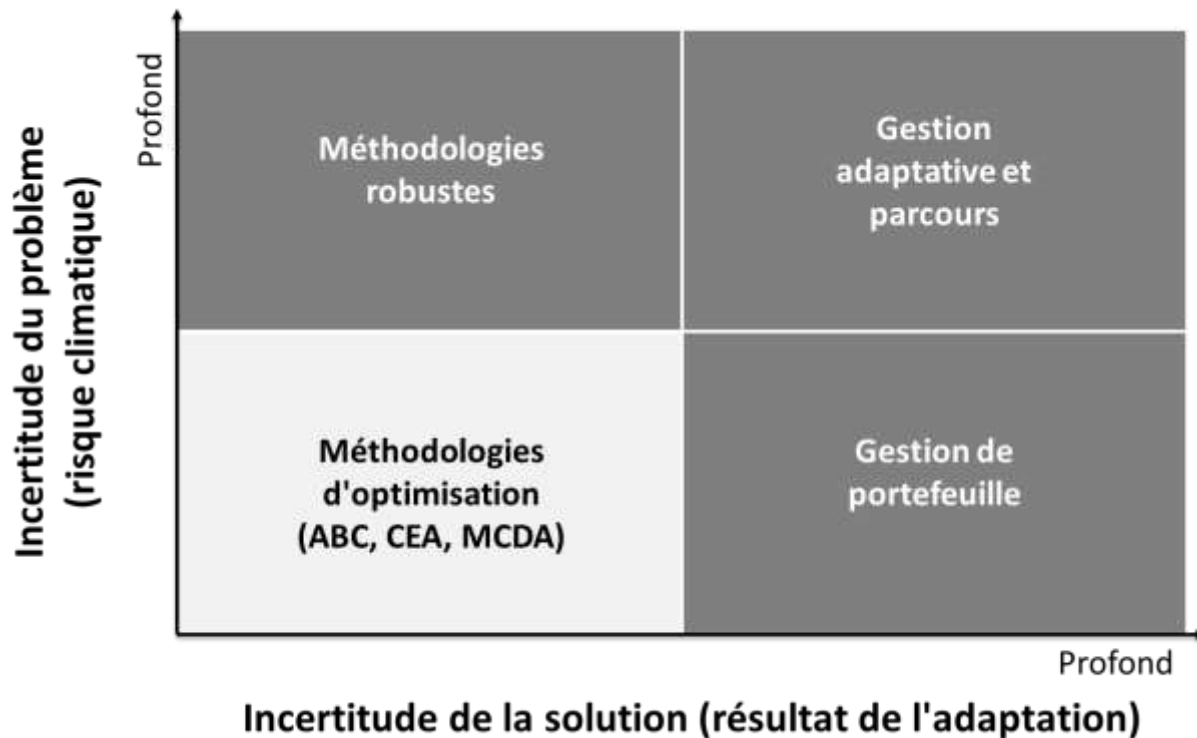 Profond
Incertitude du problème
(risque climatique)
Méthodologies
robustes
Gestion
adaptative et
parcours
Méthodologies
d'optimisation
(ABC, CEA, MCDA)
Gestion de
portefeuille
Profond
Incertitude de la solution (résultat de l'adaptation)